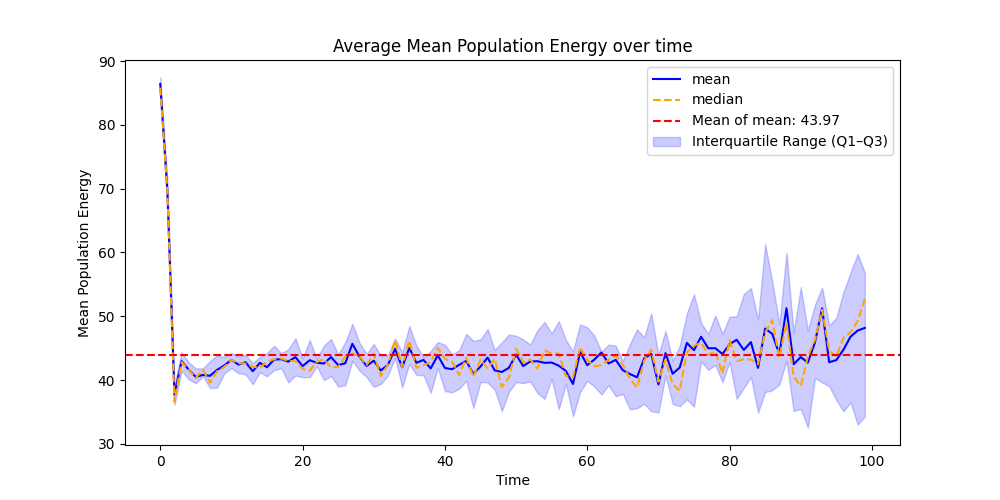 Average Mean Population Energy over time
90
80
70
60
50
40
30
Mean Population Energy
mean
median
Mean of mean: 43.97
Interquartile Range (Q1–Q3)
0 20 40 60 80 100
Time